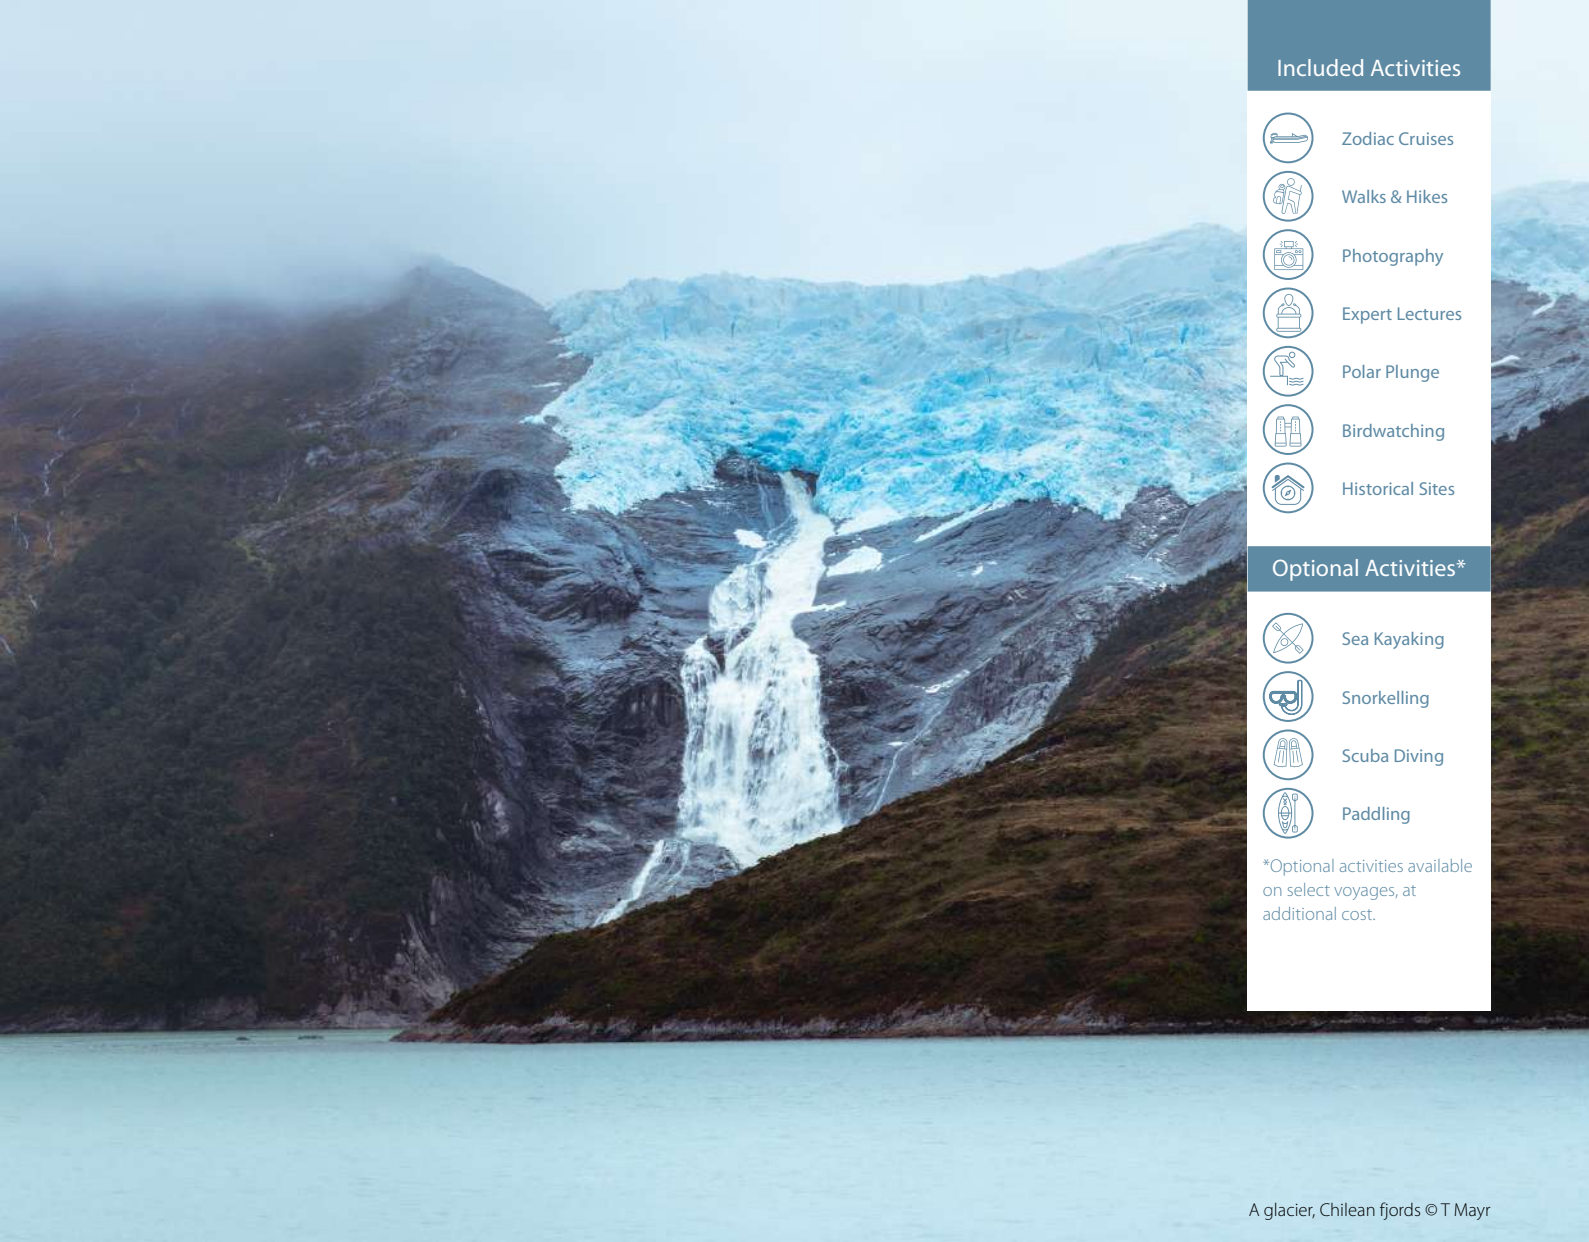 Included Activities
Zodiac Cruises
Walks & Hikes
Photography
Expert Lectures
Polar Plunge
Birdwatching
Historical Sites
Optional Activities*
Sea Kayaking
Snorkelling
Scuba Diving
Paddling
*Optional activities available
on select voyages, at
additional cost.
A glacier, Chilean fjords © T Mayr